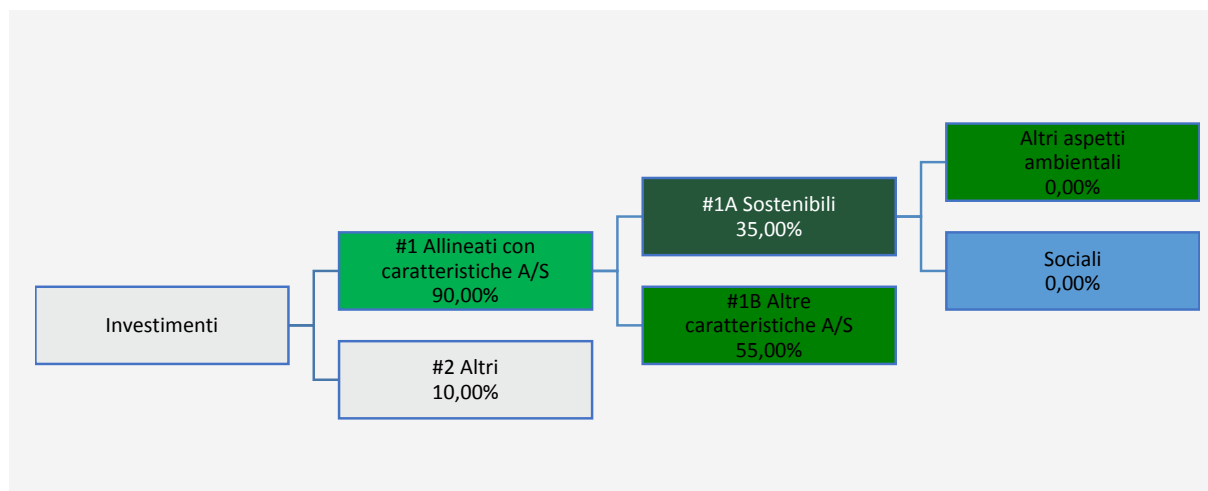 Investimenti
#1 Allineati con
caratteristiche A/S
90,00%
#2 Altri
10,00%
#1A Sostenibili
35,00%
#1B Altre
caratteristiche A/S
55,00%
Altri aspetti
ambientali
0,00%
Sociali
0,00%